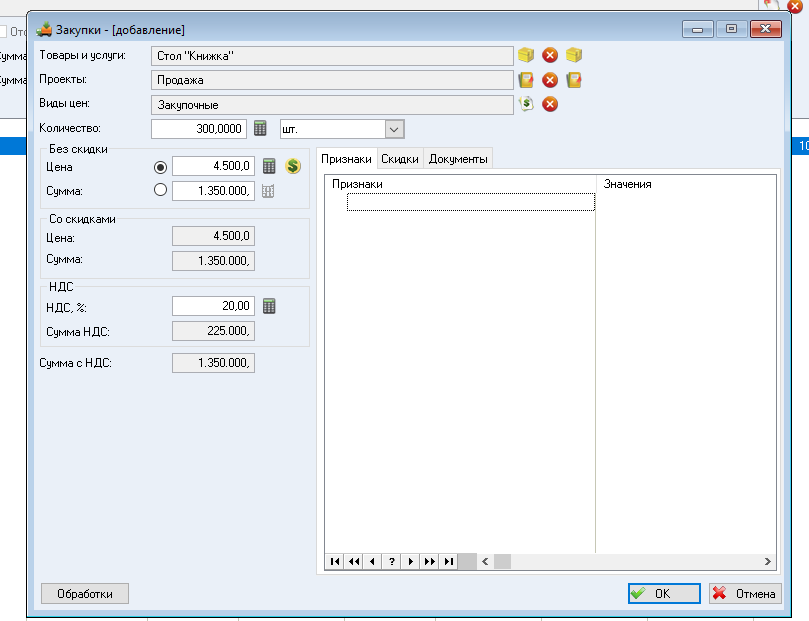 Закупки - [добавление]
Товары и услуги: Стол "Книжка"
Проекты: Продажа
Виды цен: Закупочные
Количество: 300,0000 шт.
Без скидки
Цена 4.500,0
Сумма: 1.350.000,
Со скидками
Цена: 4.500,0
Сумма: 1.350.000,
НДС
НДС, %: 20,00
Сумма НДС: 225.000,
Сумма с НДС: 1.350.000,
Признаки Скидки Документы
Признаки Значения
Обработки OK Отмена